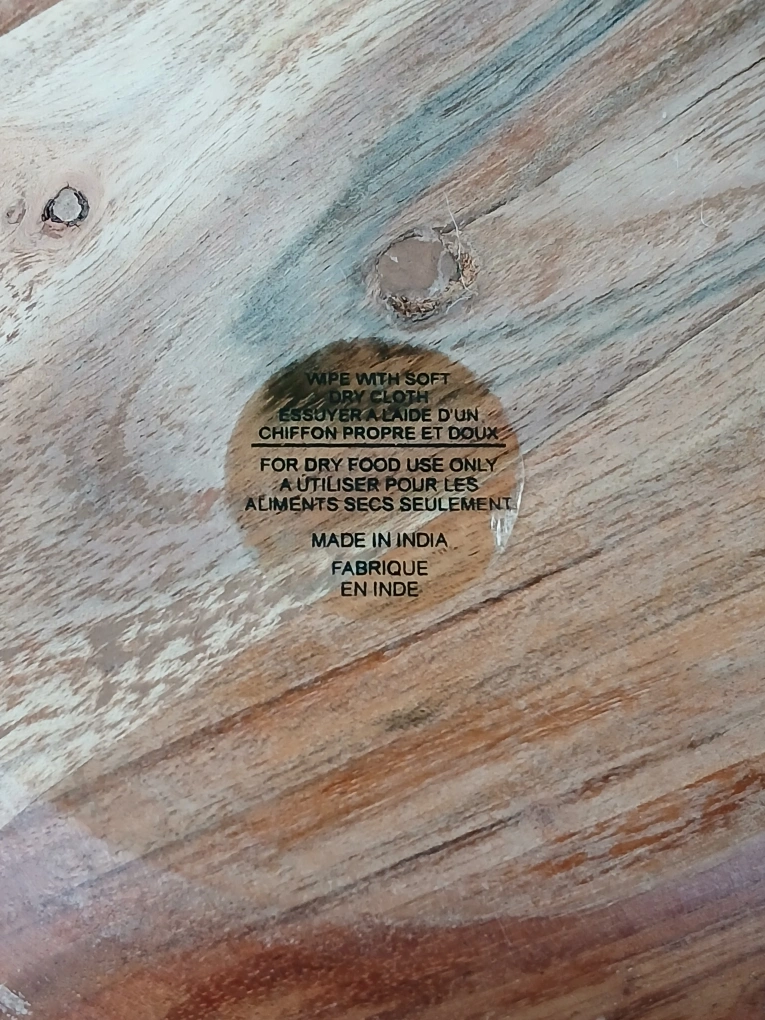 WIPE WITH SOFT
DRY CLOTH
ESSUYER A LAIDE D'UN
CHIFFON PROPRE ET DOUX
FOR DRY FOOD USE ONLY
A UTILISER POUR LES
ALIMENTS SECS SEULEMENT
MADE IN INDIA
FABRIQUE
EN INDE